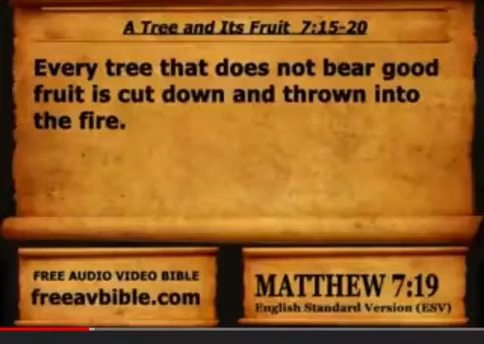 A Tree and Its Fruit 7:15-20
Every tree that does not bear good
fruit is cut down and thrown into
the fire.
FREE AUDIO VIDEO BIBLE
freeavbible.com
MATTHEW 7:19
English Standard Version (ESV)